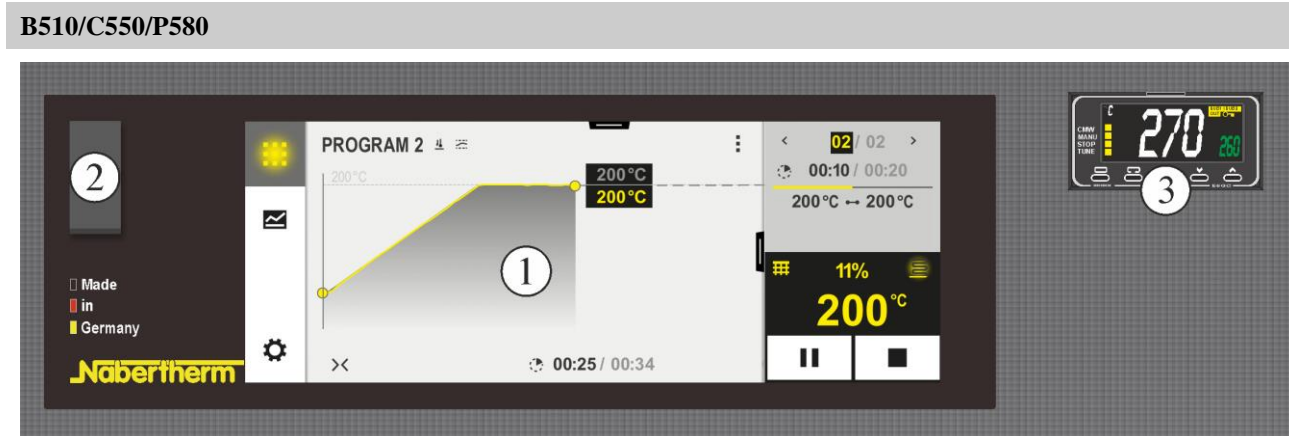 B510/C550/P580
PROGRAM 2
200°C
200°C
200°C
02 / 02
00:10 / 00:20
200°C ↔ 200°C
11%
200°C
00:25 / 00:34
Made
in
Germany
Nabertherm
1
2
C
270
260
CMW
MANU
STOP
TUNE
3